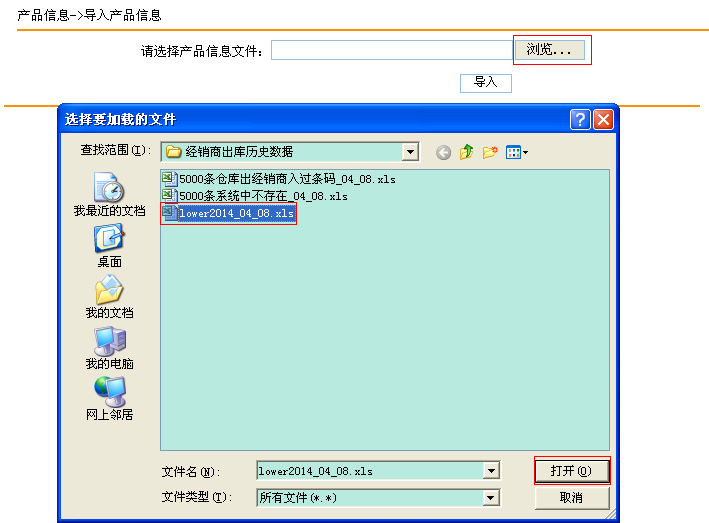 产品信息->导入产品信息
请选择产品信息文件：
浏览...
导入
选择要加载的文件
查找范围(I):
经销商出库历史数据
5000条仓库出经销商入过条码_04_08.xls
5000条系统中不存在_04_08.xls
lower2014_04_08.xls
我最近的文档
桌面
我的文档
我的电脑
网上邻居
文件名(N):
lower2014_04_08.xls
打开(O)
文件类型(T):
所有文件(*.*)
取消